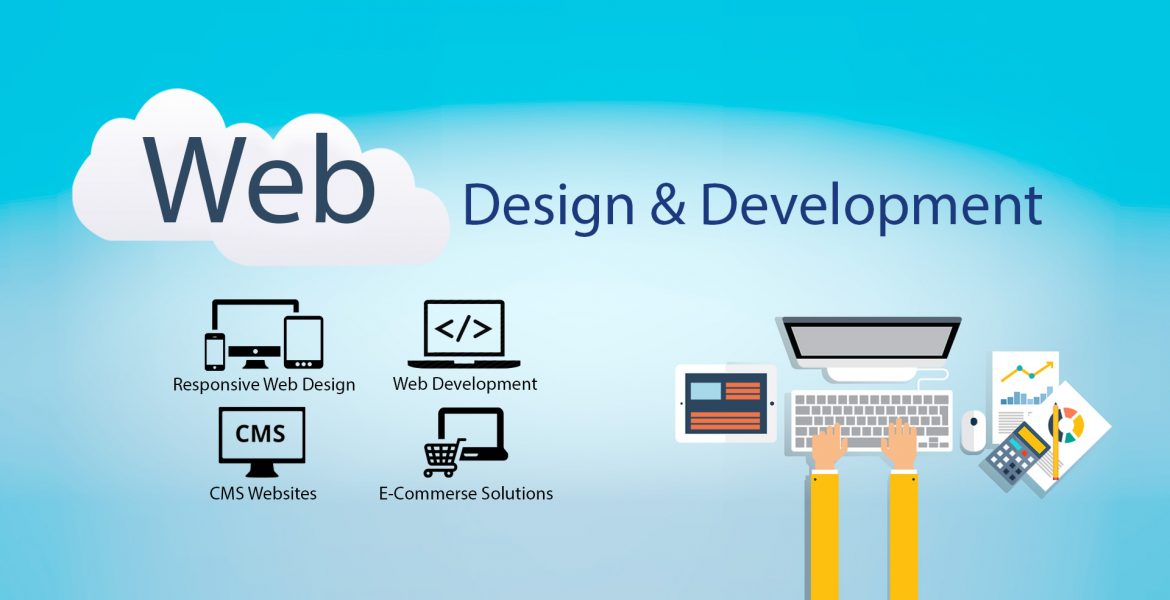 Web
Design & Development
</>
Responsive Web Design
Web Development
CMS
CMS Websites
E-Commerse Solutions